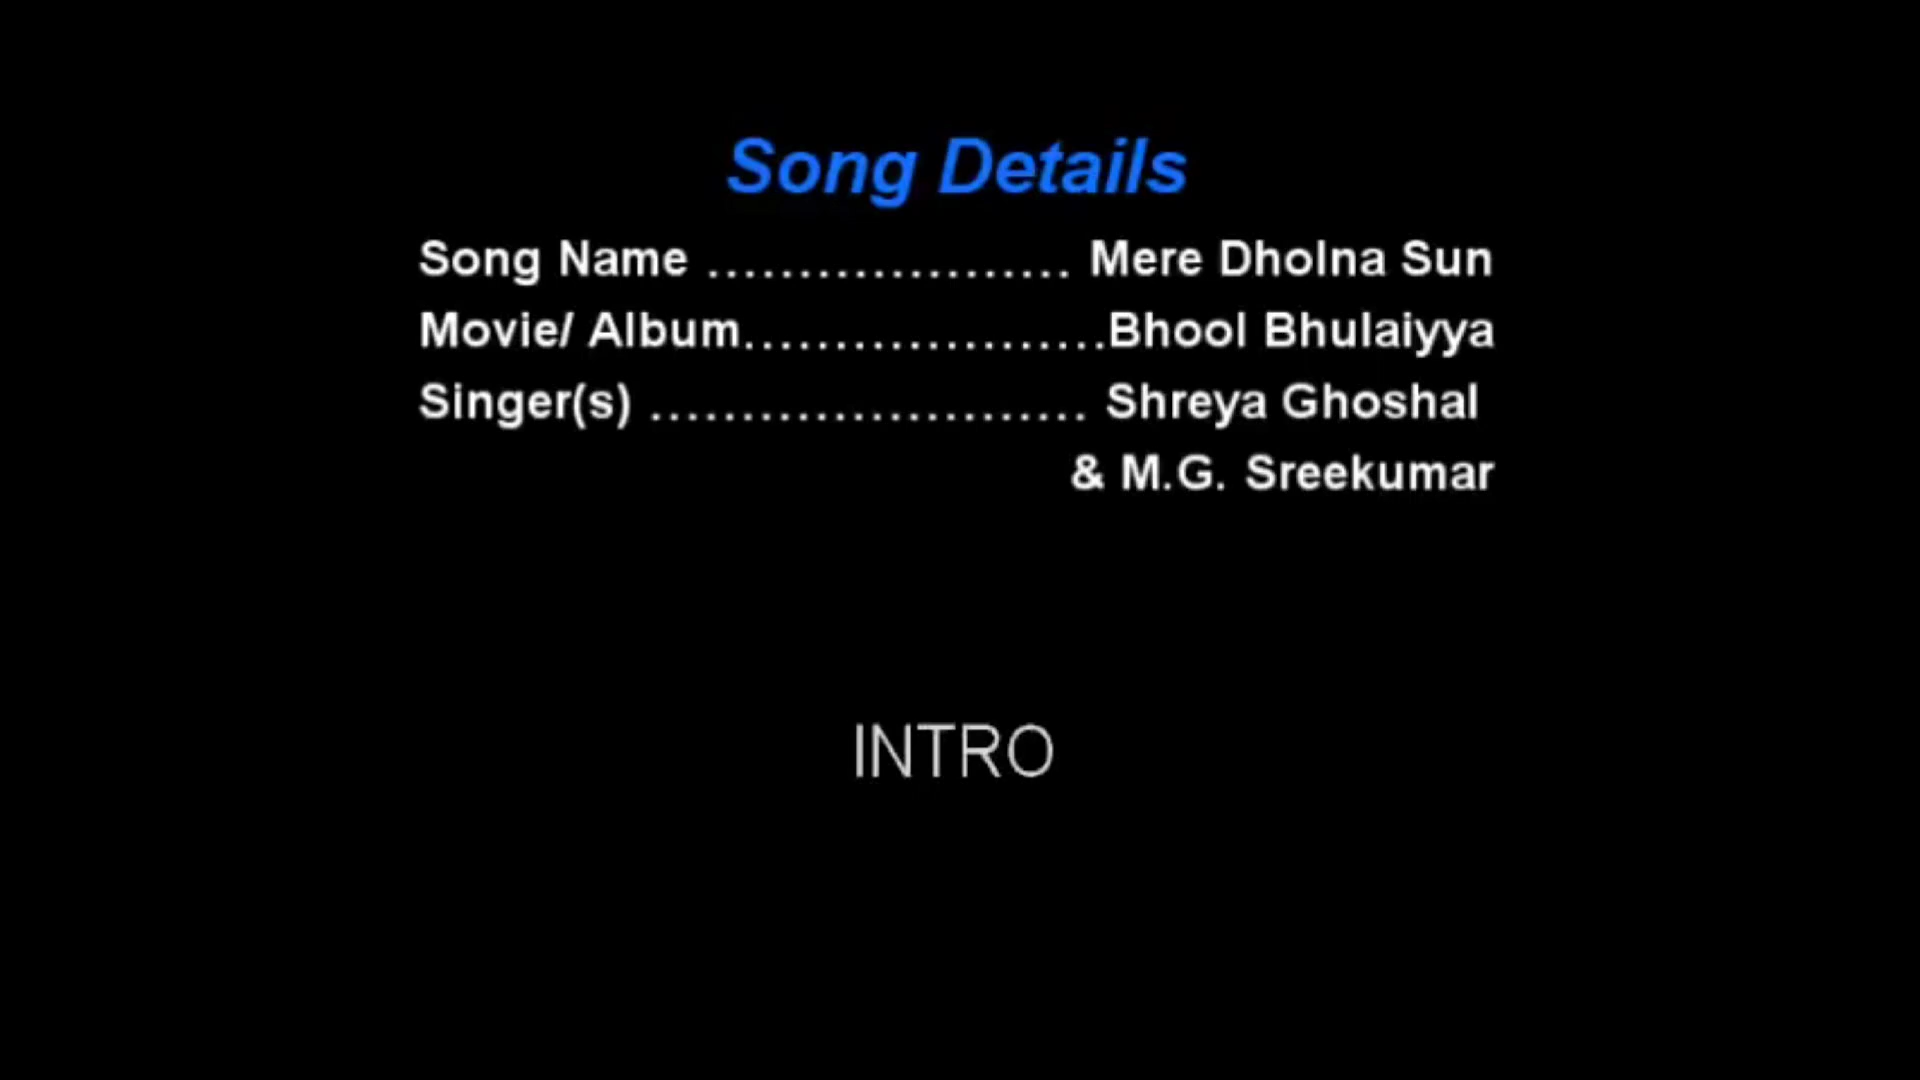 Song Details
Song Name .................... Mere Dholna Sun
Movie/ Album....................Bhool Bhulaiyya
Singer(s) ........................ Shreya Ghoshal
& M.G. Sreekumar
INTRO